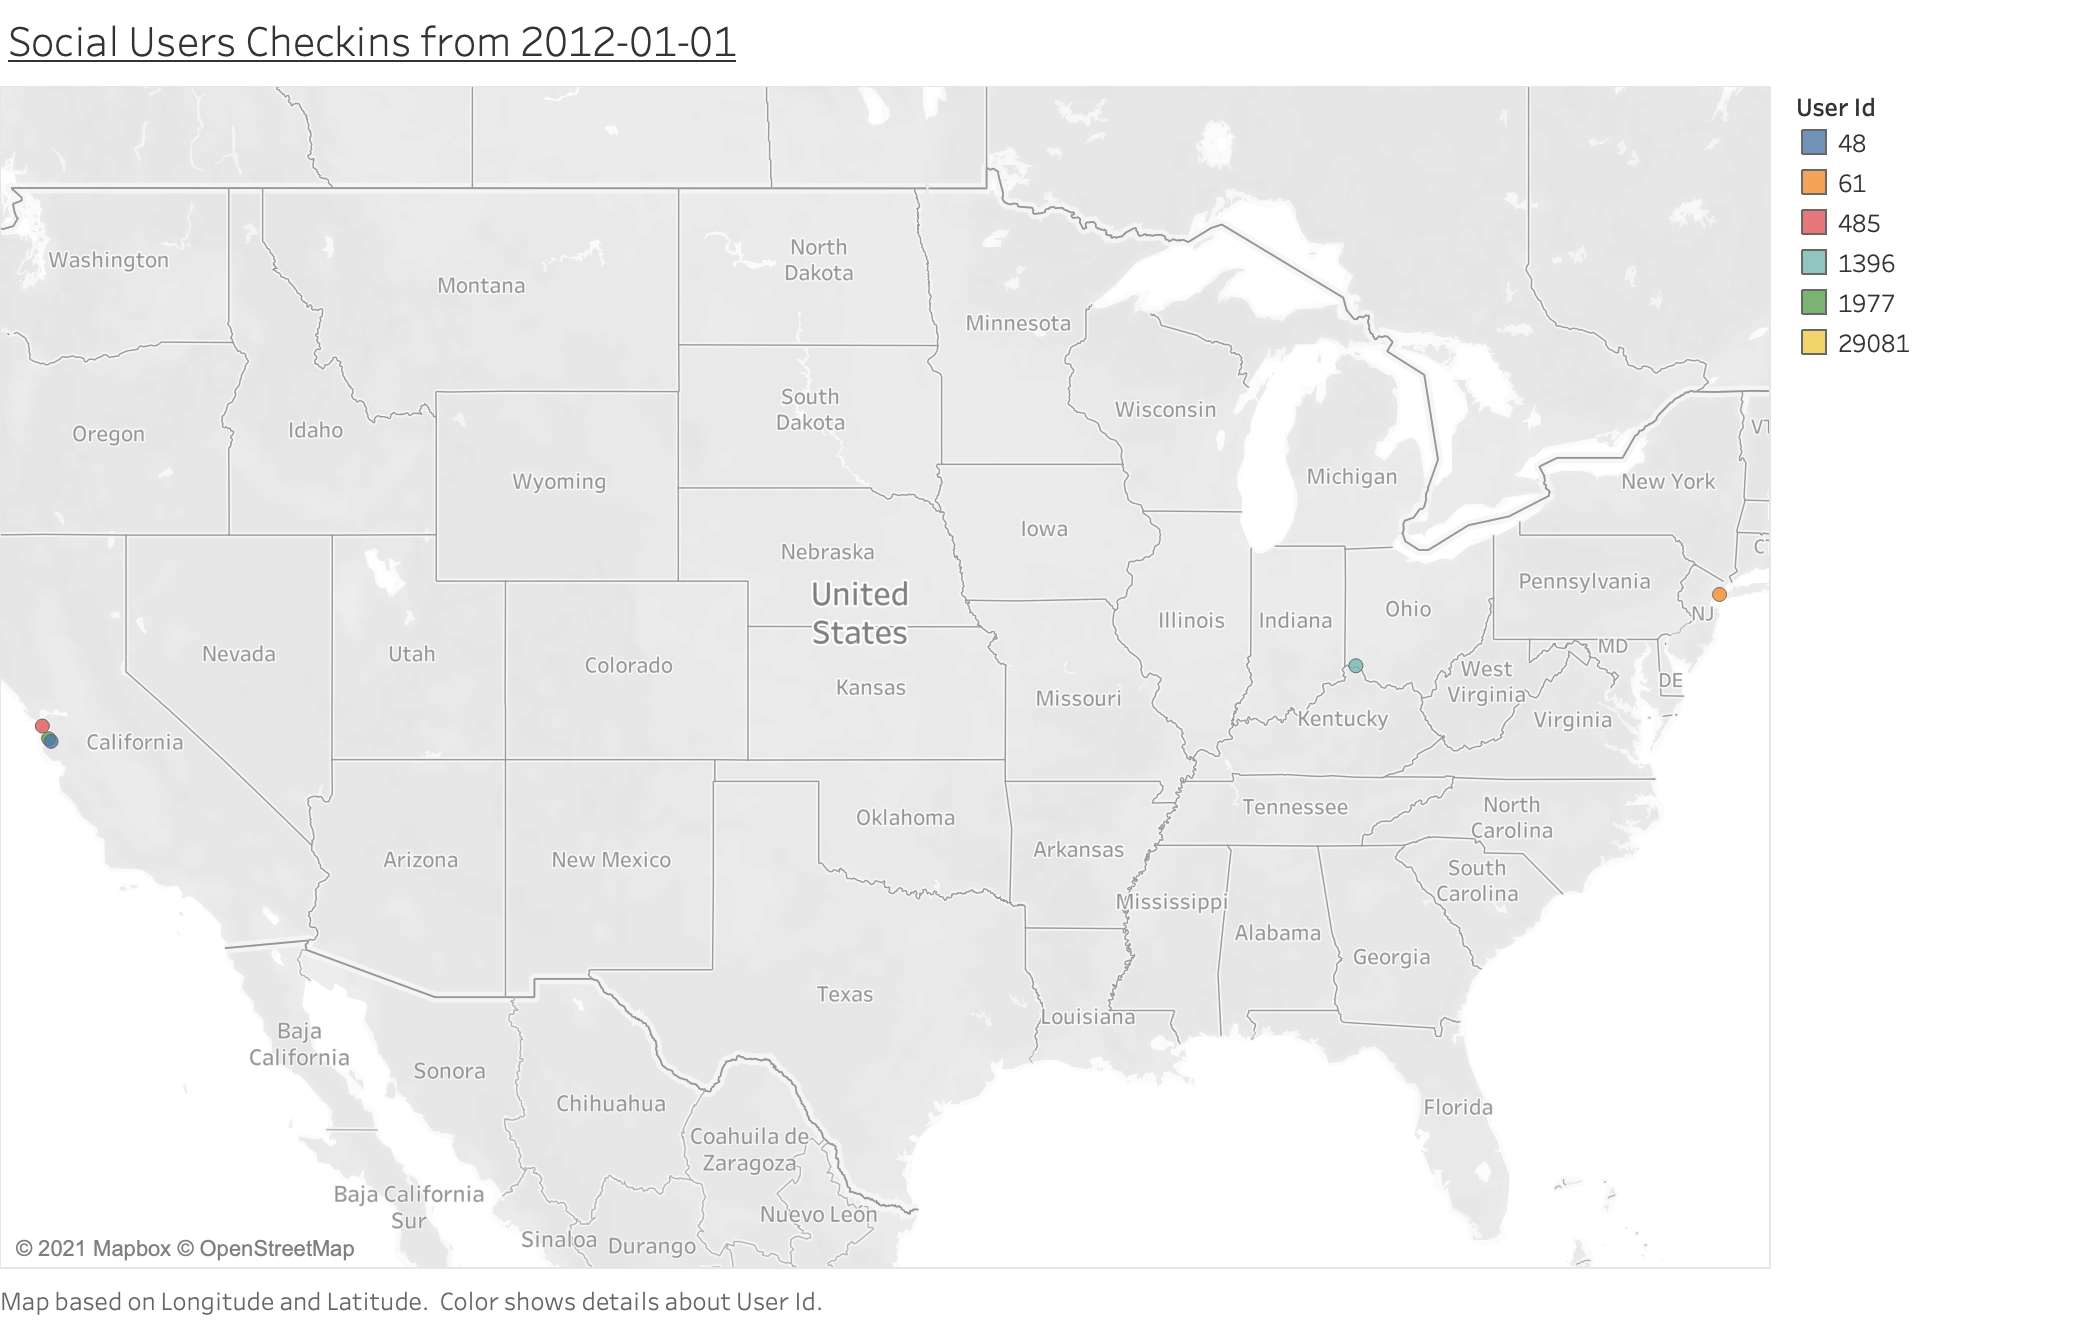 Social Users Checkins from 2012-01-01
User Id
48
61
485
1396
1977
29081
Washington
Montana
North
Dakota
Minnesota
Oregon
Idaho
Wyoming
South
Dakota
Wisconsin
Michigan
New York
VT
Iowa
Nebraska
CT
Pennsylvania
United
States
Illinois
Indiana
Ohio
NJ
Nevada
Utah
Colorado
Kansas
Missouri
MD
West
Virginia
DE
California
Kentucky
Virginia
Oklahoma
Tennessee
North
Carolina
Arizona
New Mexico
Arkansas
South
Carolina
Mississippi
Alabama
Georgia
Texas
Louisiana
Baja
California
Sonora
Chihuahua
Florida
Coahuila de
Zaragoza
Baja California
Sur
Nuevo León
Sinaloa
Durango
© 2021 Mapbox © OpenStreetMap
Map based on Longitude and Latitude.  Color shows details about User Id.